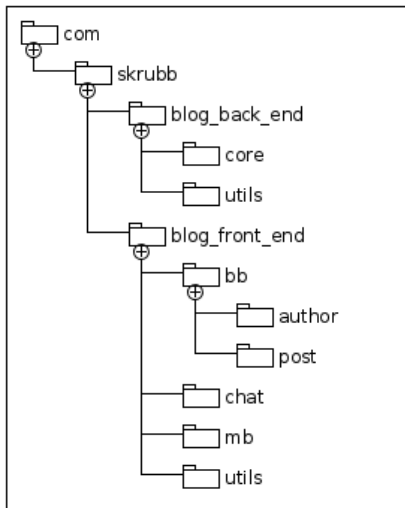 com
skrubb
blog_back_end
core
utils
blog_front_end
bb
author
post
chat
mb
utils